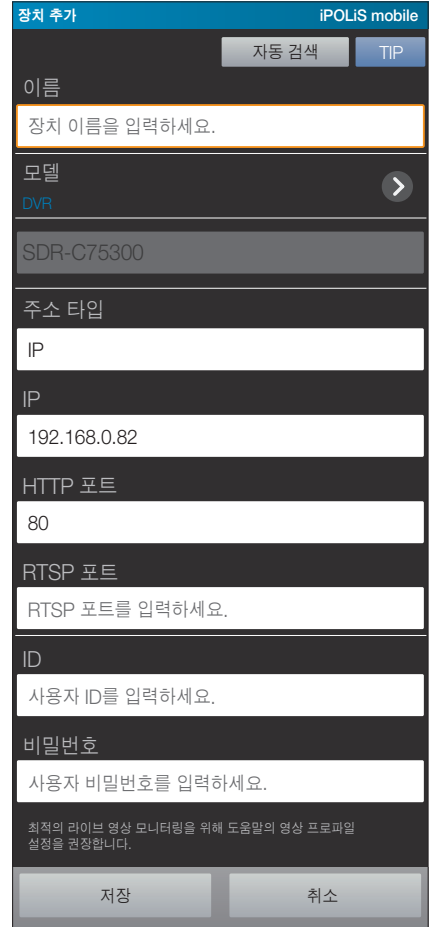 장치 추가 iPOLiS mobile
자동 검색 TIP
이름
장치 이름을 입력하세요.
모델
DVR
SDR-C75300
주소 타입
IP
IP
192.168.0.82
HTTP 포트
80
RTSP 포트
RTSP 포트를 입력하세요.
ID
사용자 ID를 입력하세요.
비밀번호
사용자 비밀번호를 입력하세요.
최적의 라이브 영상 모니터링을 위해 도움말의 영상 프로파일
설정을 권장합니다.
저장 취소